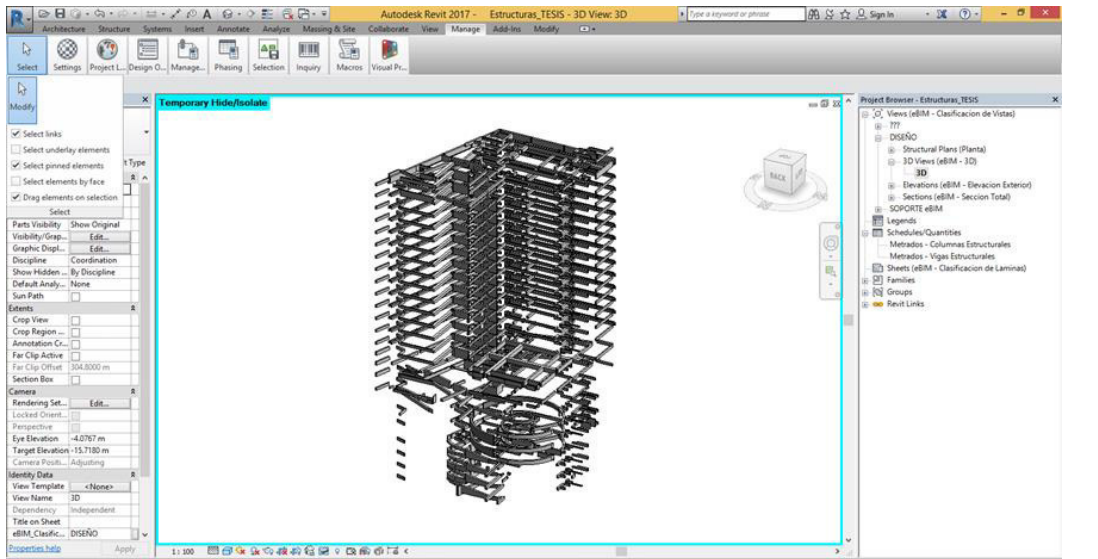 Autodesk Revit 2017 - Estructuras_TESIS - 3D View: 3D
Type a keyword or phrase
Sign In
Architecture Structure Systems Insert Annotate Analyze Massing & Site Collaborate View Manage Add-Ins Modify
Select Settings Project L... Design O... Manage... Phasing Selection Inquiry Macros Visual Pr...
Modify
Select links
Select underlay elements
Select pinned elements
Select elements by face
Drag elements on selection
Select
t Type
Parts Visibility Show Original
Visibility/Grap... Edit...
Graphic Displ... Edit...
Discipline Coordination
Show Hidden ... By Discipline
Default Analy... None
Sun Path
Extents
Crop View
Crop Region ...
Annotation Cr...
Far Clip Active
Far Clip Offset 304.8000 m
Section Box
Camera
Rendering Set... Edit...
Locked Orient...
Perspective
Eye Elevation -4.0767 m
Target Elevation -15.7180 m
Camera Positi... Adjusting
Identity Data
View Template <None>
View Name 3D
Dependency Independent
Title on Sheet
eBIM_Clasific... DISEÑO
Properties help Apply
Temporary Hide/Isolate
BACK
1 : 100
Project Browser - Estructuras_TESIS
Views (eBIM - Clasificacion de Vistas)
???
DISEÑO
Structural Plans (Planta)
3D Views (eBIM - 3D)
3D
Elevations (eBIM - Elevacion Exterior)
Sections (eBIM - Seccion Total)
SOPORTE eBIM
Legends
Schedules/Quantities
Metrados - Columnas Estructurales
Metrados - Vigas Estructurales
Sheets (eBIM - Clasificacion de Laminas)
Families
Groups
Revit Links